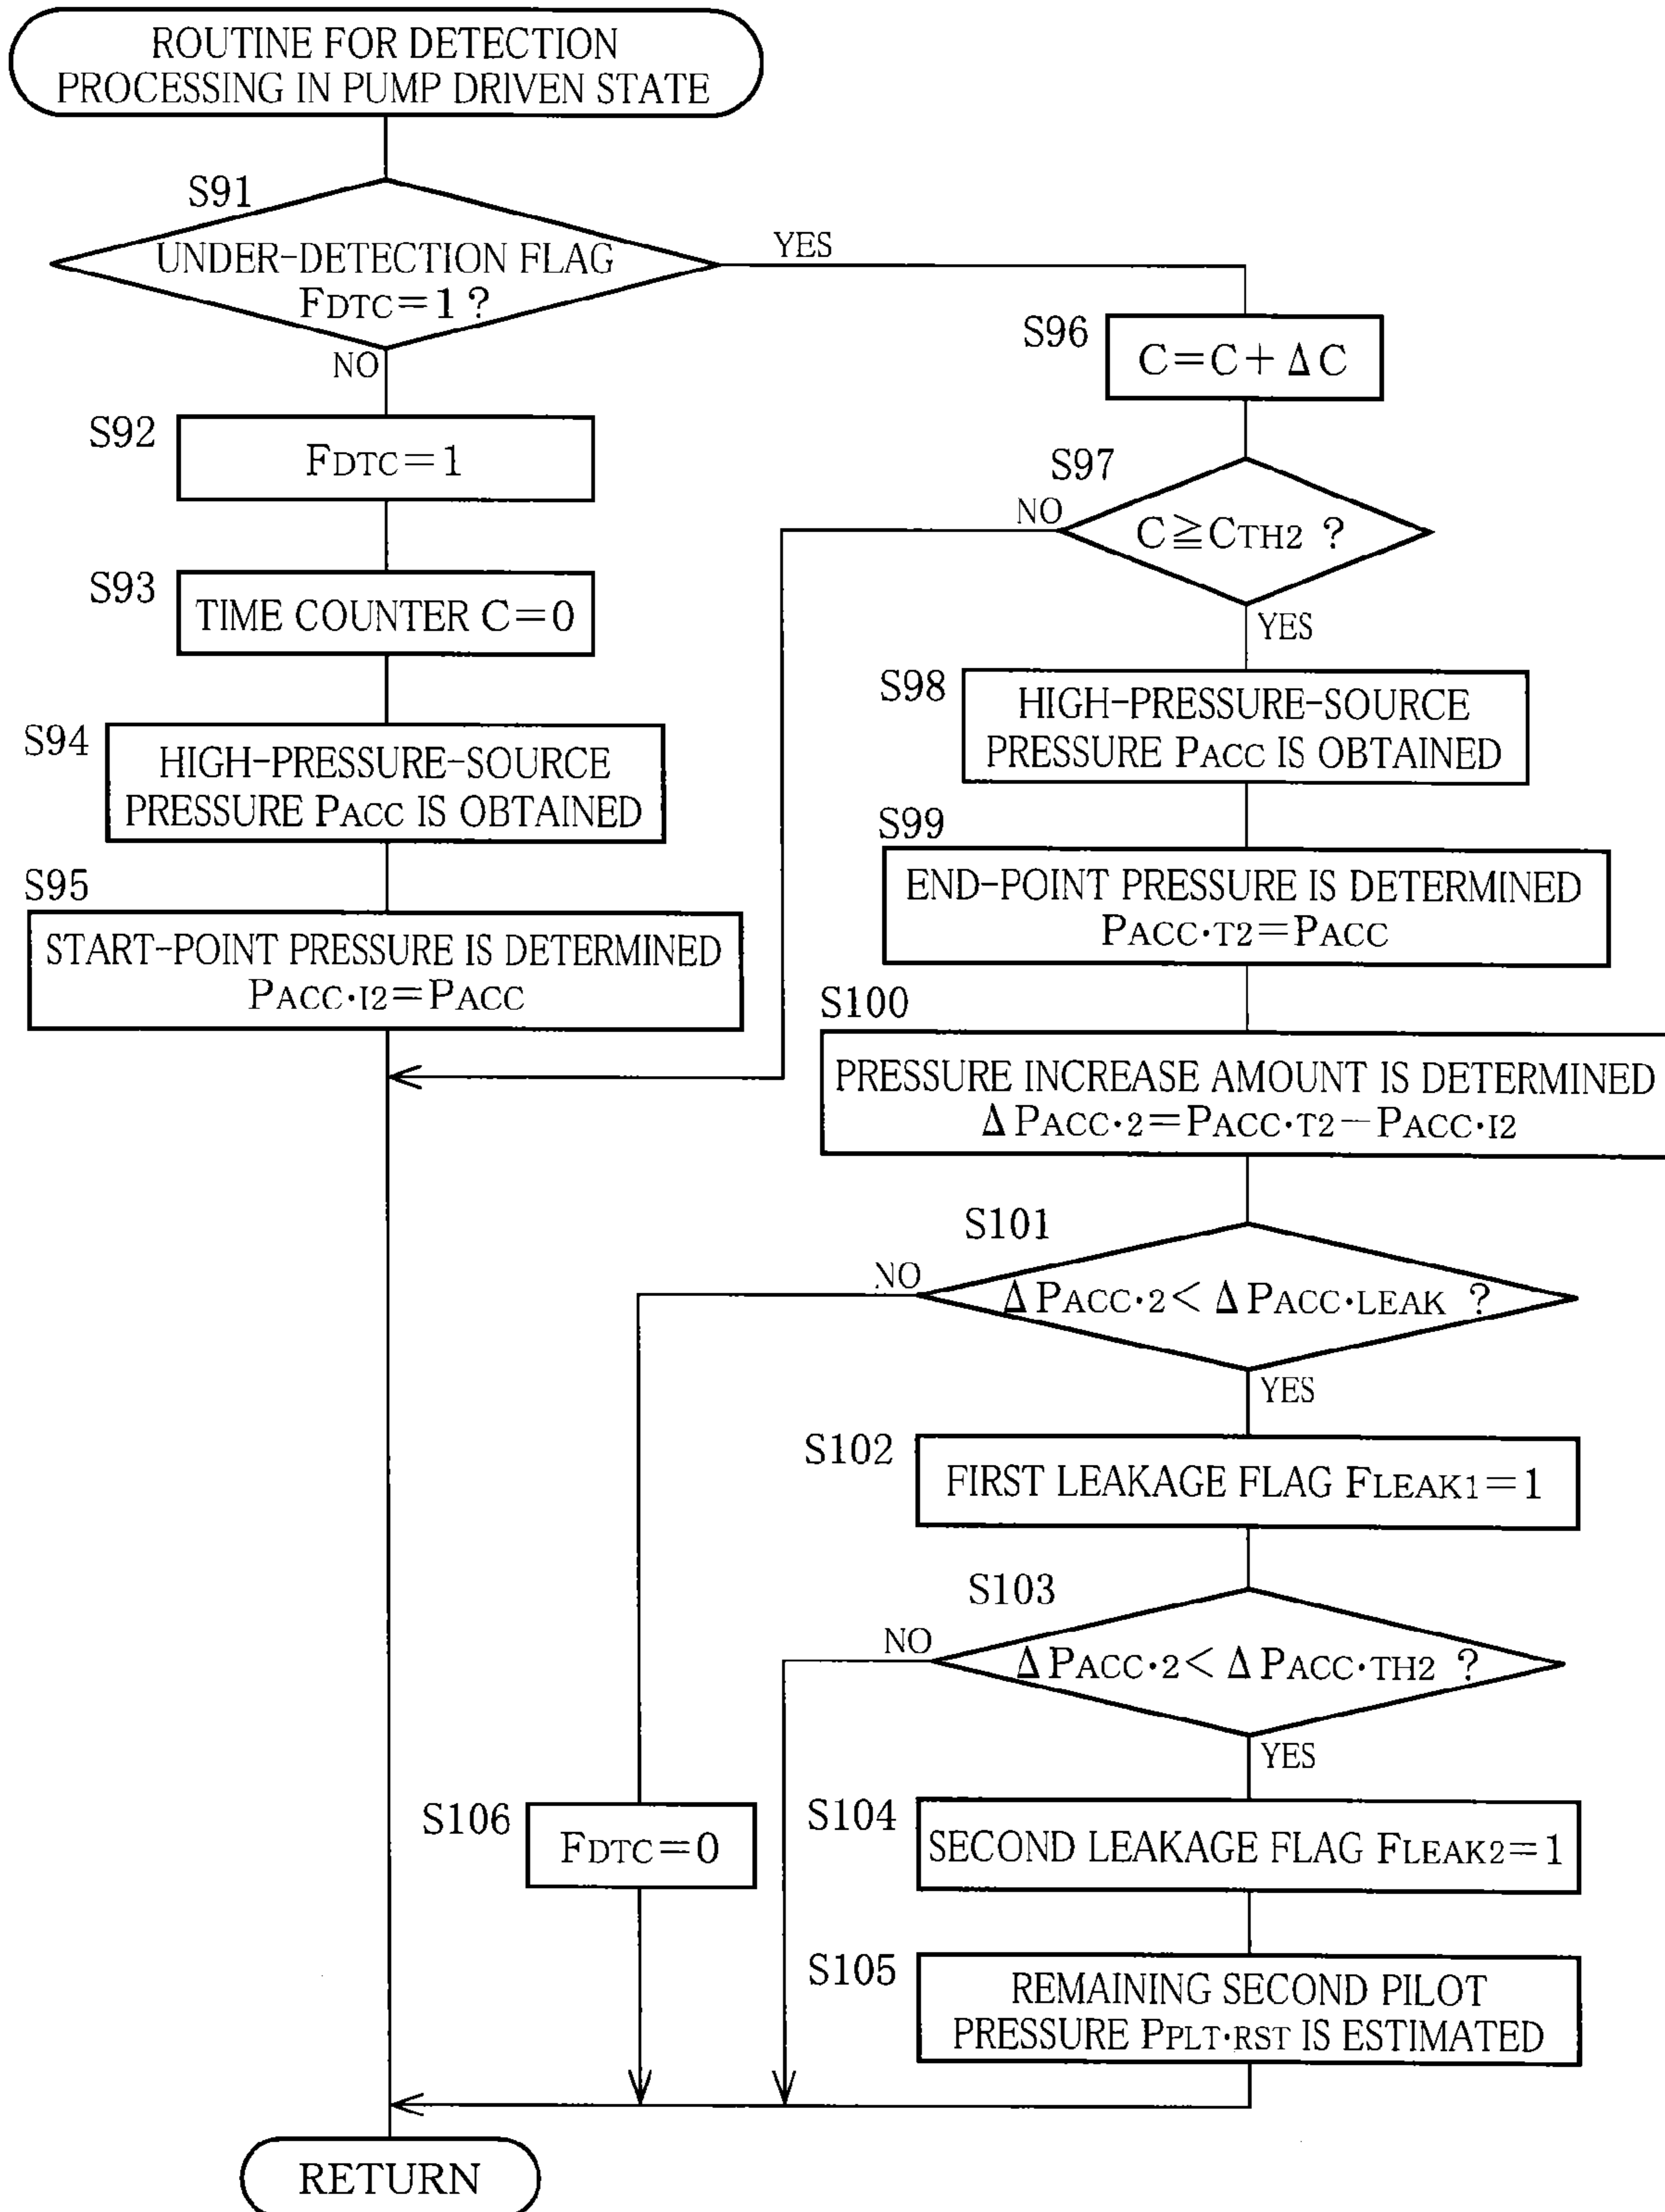 ROUTINE FOR DETECTION
PROCESSING IN PUMP DRIVEN STATE
S91
UNDER-DETECTION FLAG
FDTC=1?
YES
NO
S92
FDTC=1
S93
TIME COUNTER C=0
S94
HIGH-PRESSURE-SOURCE
PRESSURE PACC IS OBTAINED
S95
START-POINT PRESSURE IS DETERMINED
PACC·I2=PACC
S96
C=C+ΔC
S97
NO
C≧CTH2 ?
YES
S98
HIGH-PRESSURE-SOURCE
PRESSURE PACC IS OBTAINED
S99
END-POINT PRESSURE IS DETERMINED
PACC·T2=PACC
S100
PRESSURE INCREASE AMOUNT IS DETERMINED
ΔPACC·2=PACC·T2−PACC·I2
S101
NO
ΔPACC·2<ΔPACC·LEAK ?
YES
S102
FIRST LEAKAGE FLAG FLEAK1=1
S103
NO
ΔPACC·2<ΔPACC·TH2 ?
YES
S106
FDTC=0
S104
SECOND LEAKAGE FLAG FLEAK2=1
S105
REMAINING SECOND PILOT
PRESSURE PPLT·RST IS ESTIMATED
RETURN